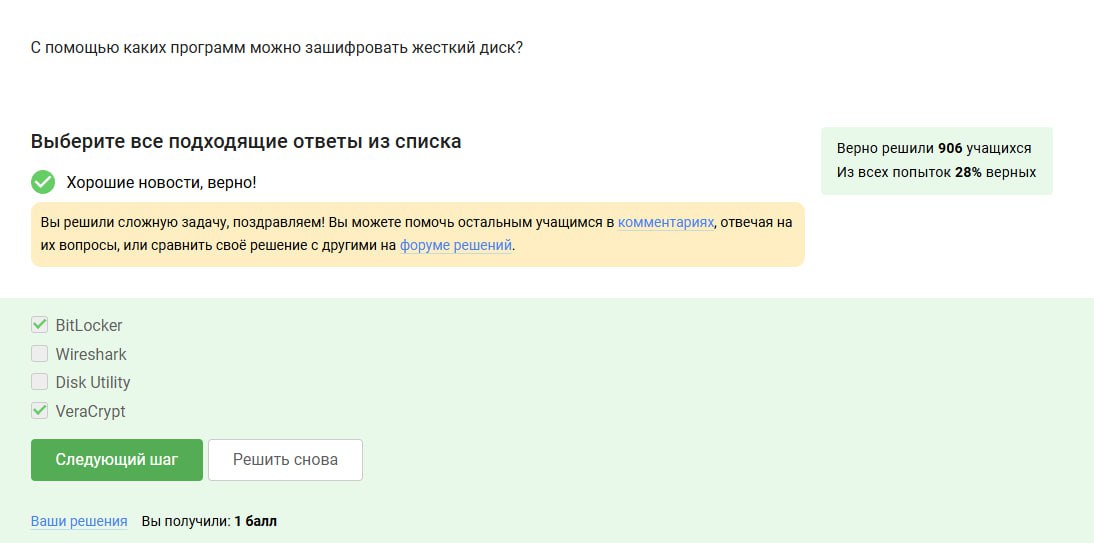 С помощью каких программ можно зашифровать жесткий диск?
Выберите все подходящие ответы из списка
Верно решили 906 учащихся
Из всех попыток 28% верных
Хорошие новости, верно!
Вы решили сложную задачу, поздравляем! Вы можете помочь остальным учащимся в комментариях, отвечая на
их вопросы, или сравнить своё решение с другими на форуме решений.
BitLocker
Wireshark
Disk Utility
VeraCrypt
Следующий шаг Решить снова
Ваши решения Вы получили: 1 балл